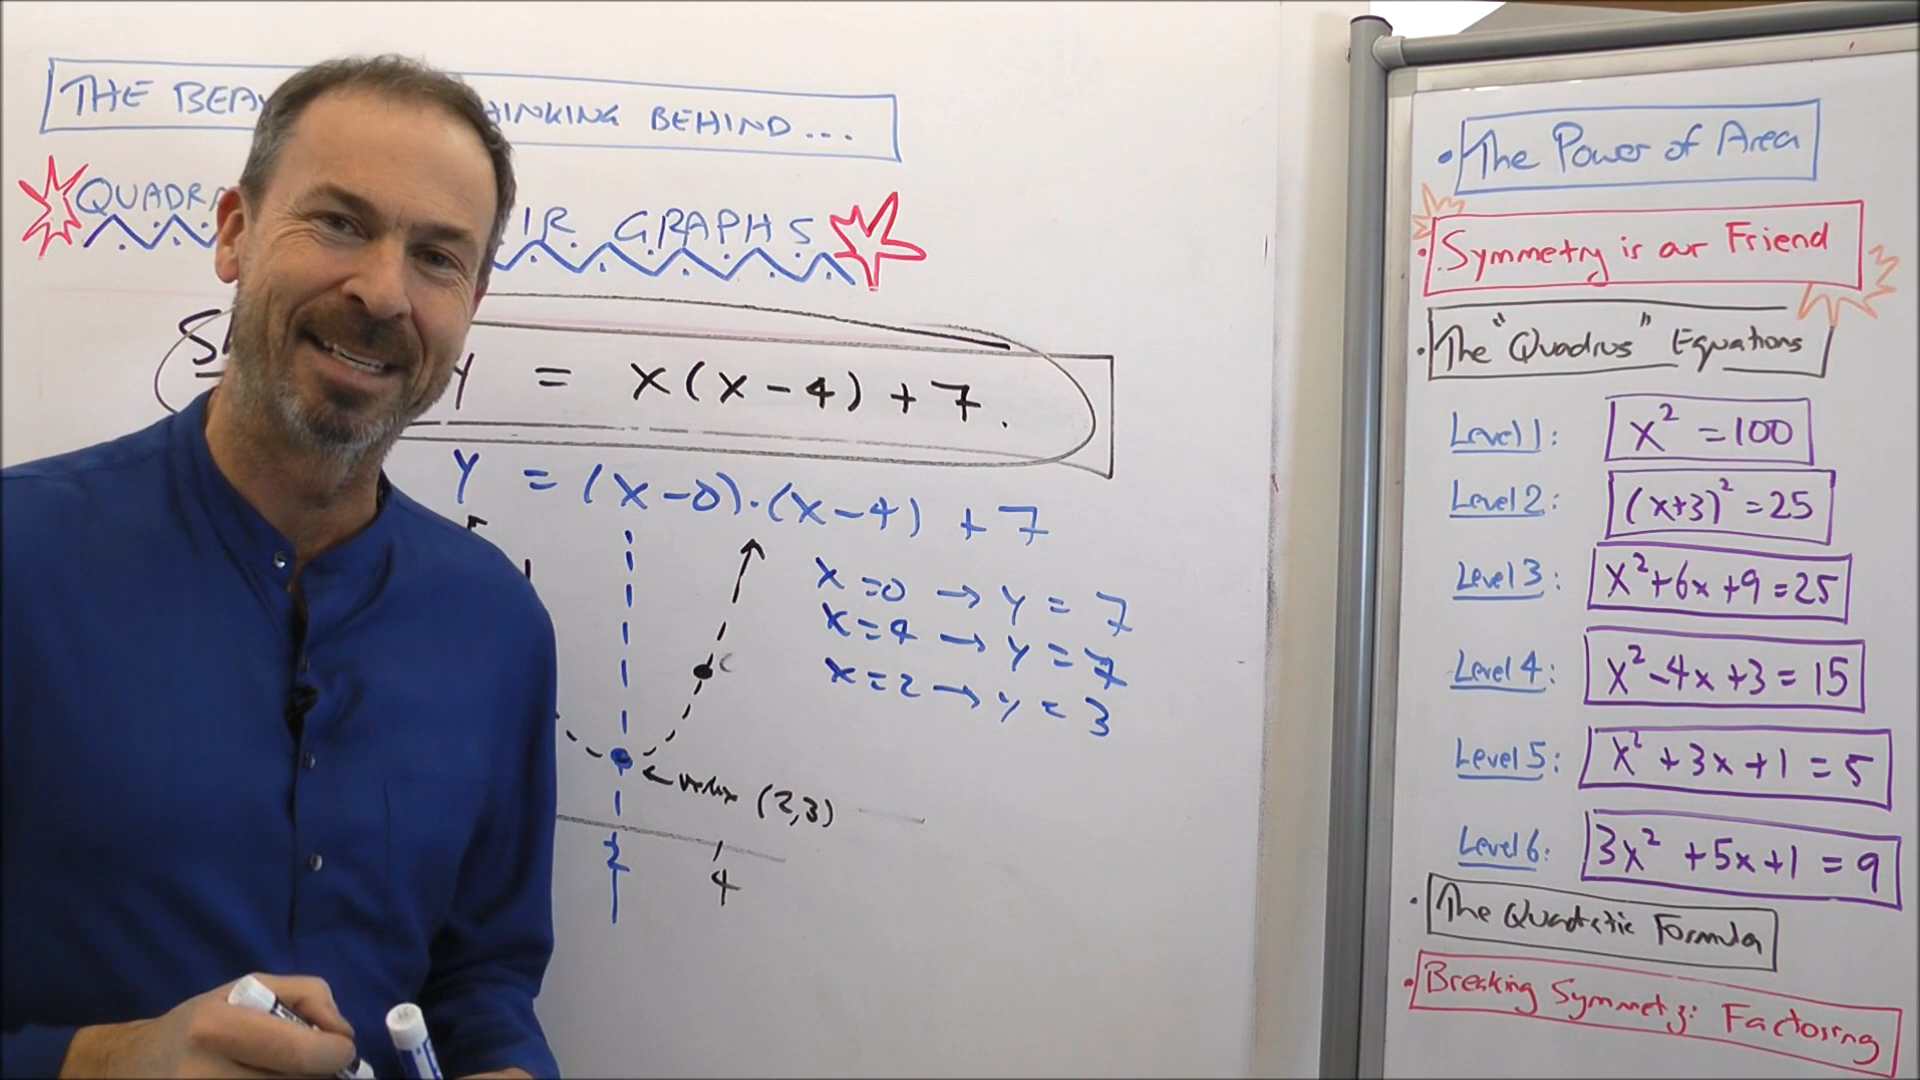 THE BEA HINKING BEHIND...
QUADRA IR GRAPHS
S Y = x(x-4)+7.
Y = (x-0)·(x-4) +7
x=0 → y = 7
x=4 → y = 7
x=2 → y = 3
vertex (2,3)
2
4
• The Power of Area
• Symmetry is our Friend
• The "Quadrus" Equations
Level 1: x² = 100
Level 2: (x+3)² = 25
Level 3: x²+6x+9=25
Level 4: x²-4x+3=15
Level 5: x²+3x+1=5
Level 6: 3x²+5x+1=9
• The Quadratic Formula
• Breaking Symmetry: Factoring